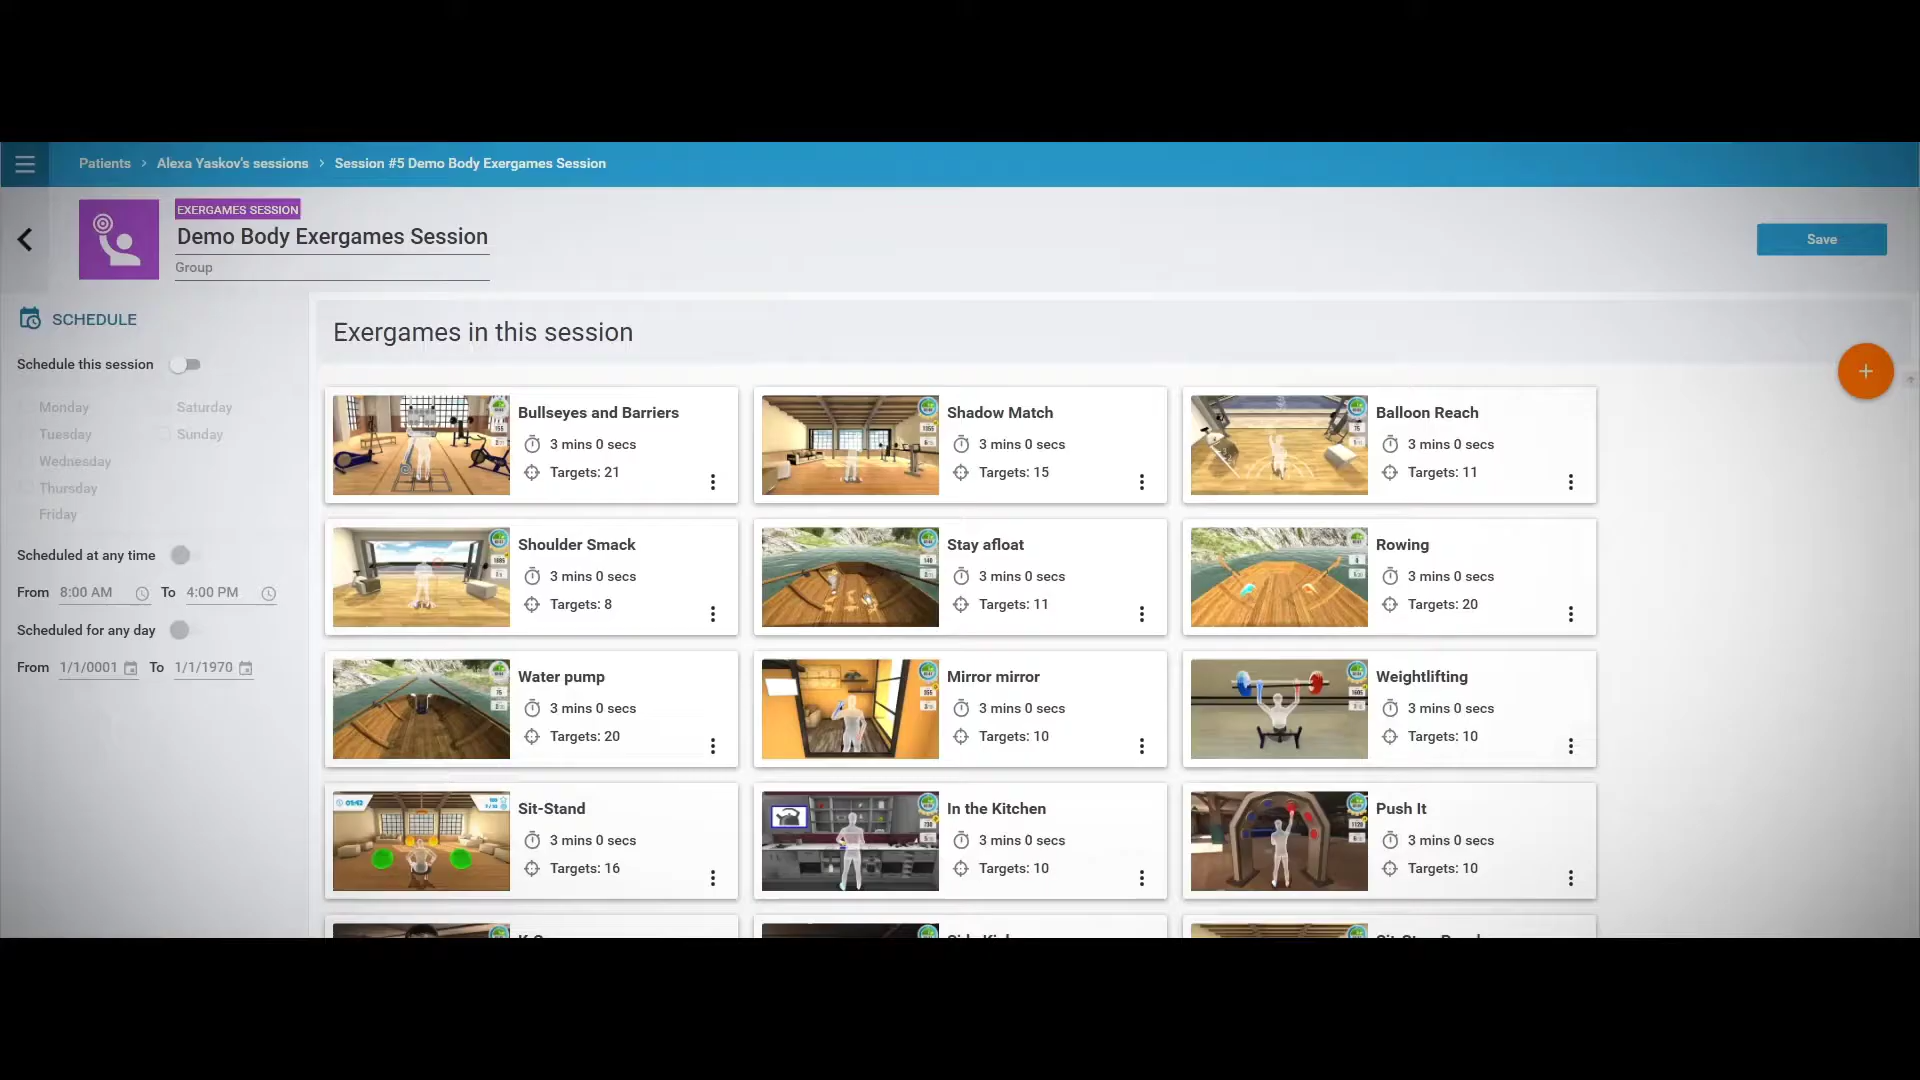 Patients > Alexa Yaskov's sessions > Session #5 Demo Body Exergames Session
EXERGAMES SESSION
Demo Body Exergames Session
Group
Save
SCHEDULE
Schedule this session
Monday Saturday
Tuesday Sunday
Wednesday
Thursday
Friday
Scheduled at any time
From 8:00 AM To 4:00 PM
Scheduled for any day
From 1/1/0001 To 1/1/1970
Exergames in this session
+
Bullseyes and Barriers
3 mins 0 secs
Targets: 21
Shadow Match
3 mins 0 secs
Targets: 15
Balloon Reach
3 mins 0 secs
Targets: 11
Shoulder Smack
3 mins 0 secs
Targets: 8
Stay afloat
3 mins 0 secs
Targets: 11
Rowing
3 mins 0 secs
Targets: 20
Water pump
3 mins 0 secs
Targets: 20
Mirror mirror
3 mins 0 secs
Targets: 10
Weightlifting
3 mins 0 secs
Targets: 10
Sit-Stand
3 mins 0 secs
Targets: 16
In the Kitchen
3 mins 0 secs
Targets: 10
Push It
3 mins 0 secs
Targets: 10